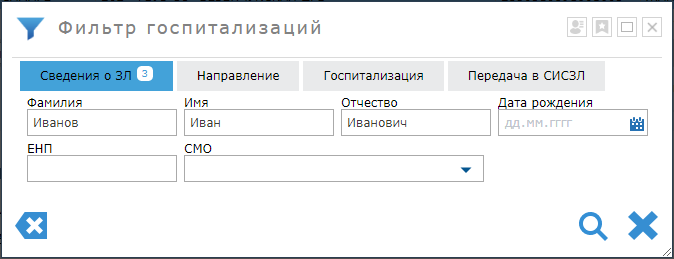 Фильтр госпитализаций
Сведения о ЗЛ 3 Направление Госпитализация Передача в СИСЗЛ
Фамилия Имя Отчество Дата рождения
Иванов Иван Иванович дд.мм.гггг
ЕНП СМО